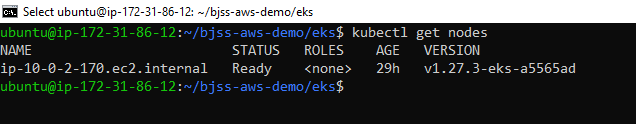 Select ubuntu@ip-172-31-86-12: ~/bjss-aws-demo/eks
ubuntu@ip-172-31-86-12:~/bjss-aws-demo/eks$ kubectl get nodes
NAME STATUS ROLES AGE VERSION
ip-10-0-2-170.ec2.internal Ready <none> 29h v1.27.3-eks-a5565ad
ubuntu@ip-172-31-86-12:~/bjss-aws-demo/eks$